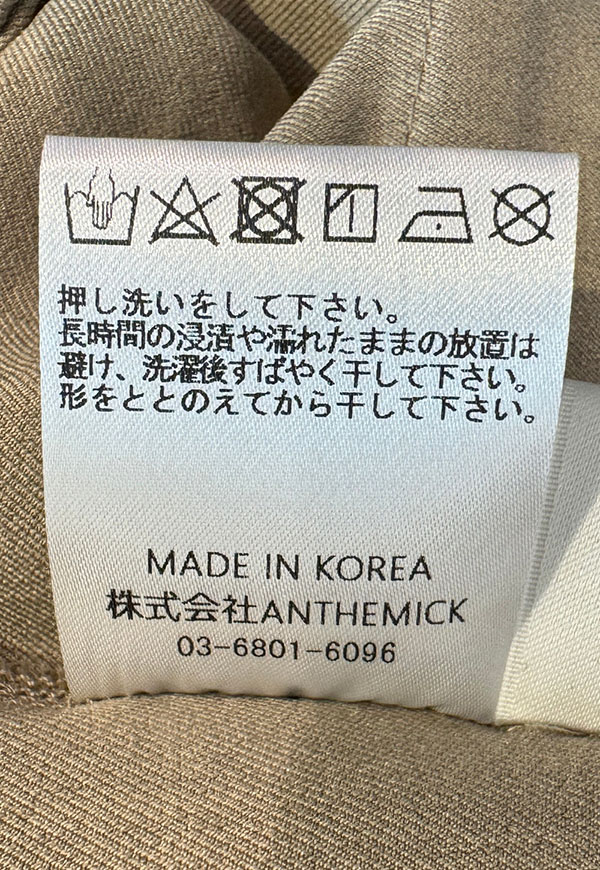 押し洗いをして下さい。
長時間の浸漬や濡れたままの放置は
避け、洗濯後すばやく干して下さい。
形をととのえてから干して下さい。
MADE IN KOREA
株式会社ANTHEMICK
03-6801-6096